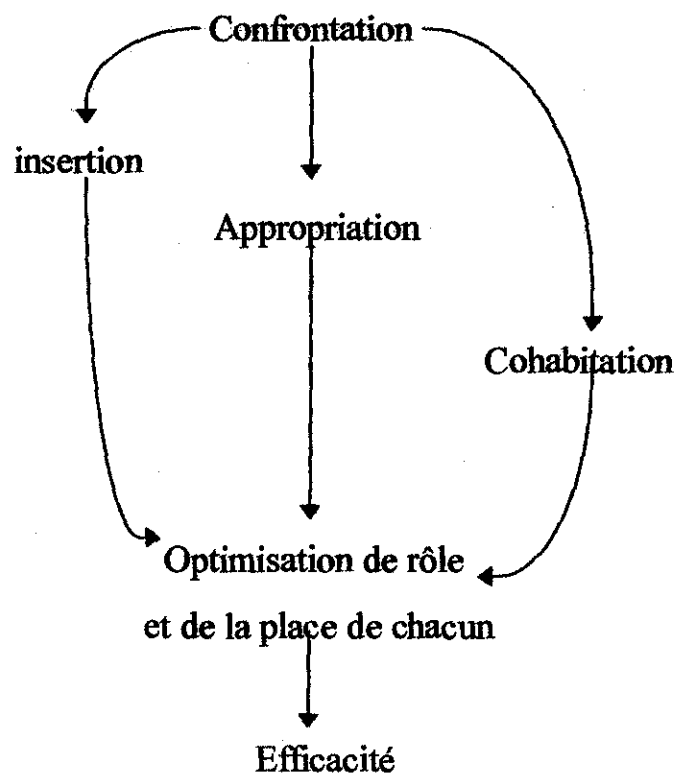 Confrontation
insertion
Appropriation
Cohabitation
Optimisation de rôle
et de la place de chacun
Efficacité